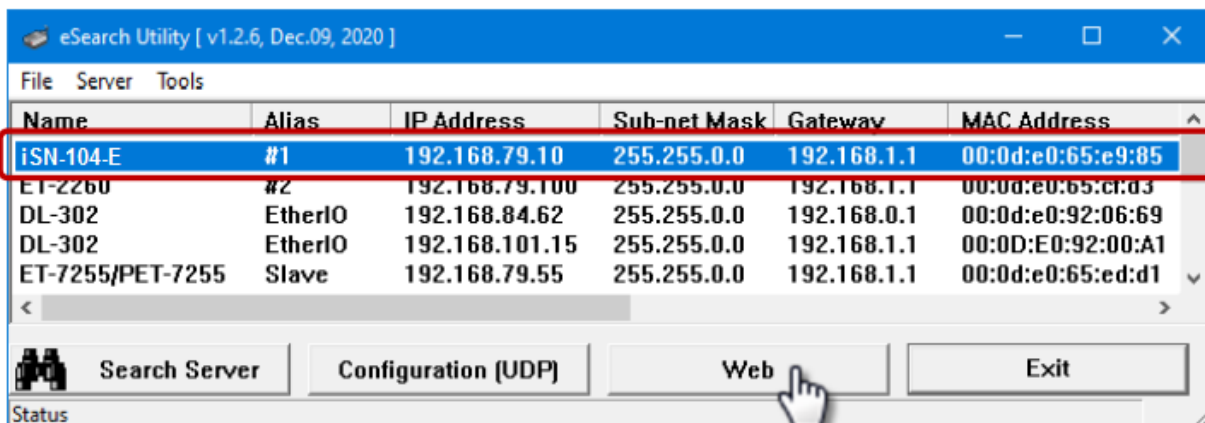 eSearch Utility [ v1.2.6, Dec.09, 2020 ]
File Server Tools
Name Alias IP Address Sub-net Mask Gateway MAC Address
iSN-104-E #1 192.168.79.10 255.255.0.0 192.168.1.1 00:0d:e0:65:e9:85
ET-2260 #2 192.168.79.100 255.255.0.0 192.168.1.1 00:0d:e0:65:cf:d3
DL-302 EtherIO 192.168.84.62 255.255.0.0 192.168.0.1 00:0d:e0:92:06:69
DL-302 EtherIO 192.168.101.15 255.255.0.0 192.168.1.1 00:0D:E0:92:00:A1
ET-7255/PET-7255 Slave 192.168.79.55 255.255.0.0 192.168.1.1 00:0d:e0:65:ed:d1
Search Server Configuration (UDP) Web Exit
Status